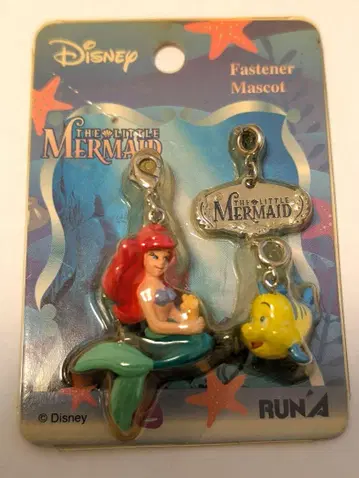 Disney
Fastener
Mascot
THE LITTLE
MERMAID
THE LITTLE
MERMAID
© Disney
RUN'A